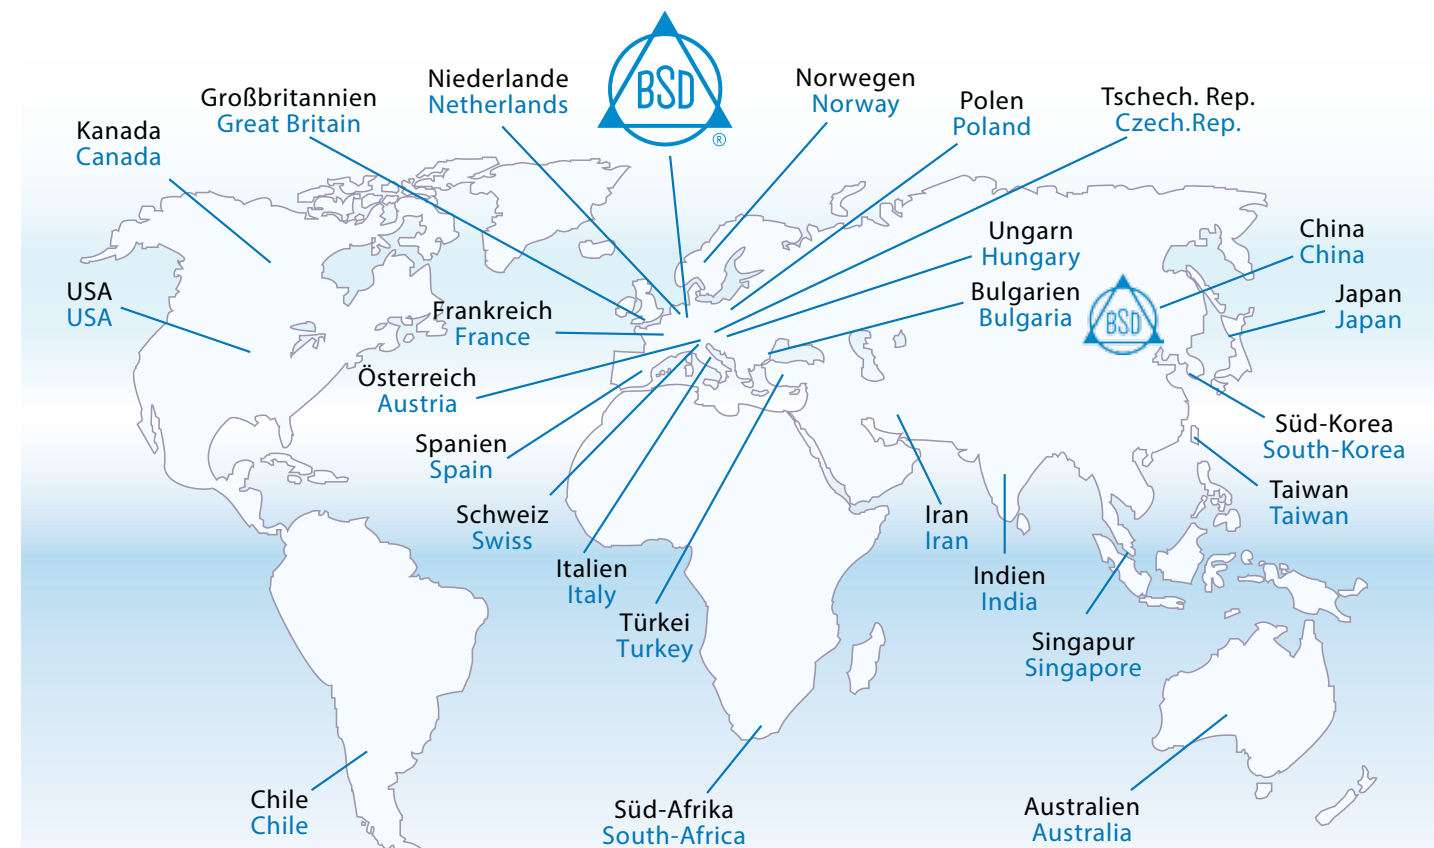 BSD
®
Niederlande
Netherlands
Norwegen
Norway
Großbritannien
Great Britain
Polen
Poland
Tschech. Rep.
Czech.Rep.
Kanada
Canada
Ungarn
Hungary
China
China
USA
USA
Frankreich
France
Bulgarien
Bulgaria
BSD
Japan
Japan
Österreich
Austria
Spanien
Spain
Süd-Korea
South-Korea
Schweiz
Swiss
Iran
Iran
Taiwan
Taiwan
Italien
Italy
Indien
India
Türkei
Turkey
Singapur
Singapore
Chile
Chile
Süd-Afrika
South-Africa
Australien
Australia